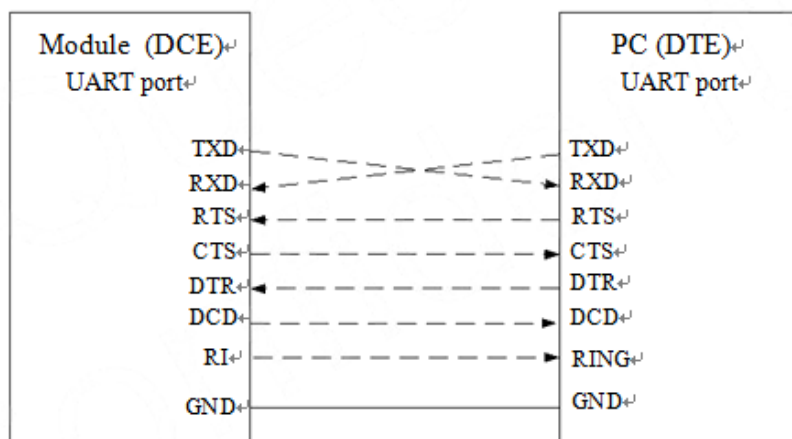 Module (DCE)
UART port
TXD
RXD
RTS
CTS
DTR
DCD
RI
GND
PC (DTE)
UART port
TXD
RXD
RTS
CTS
DTR
DCD
RING
GND